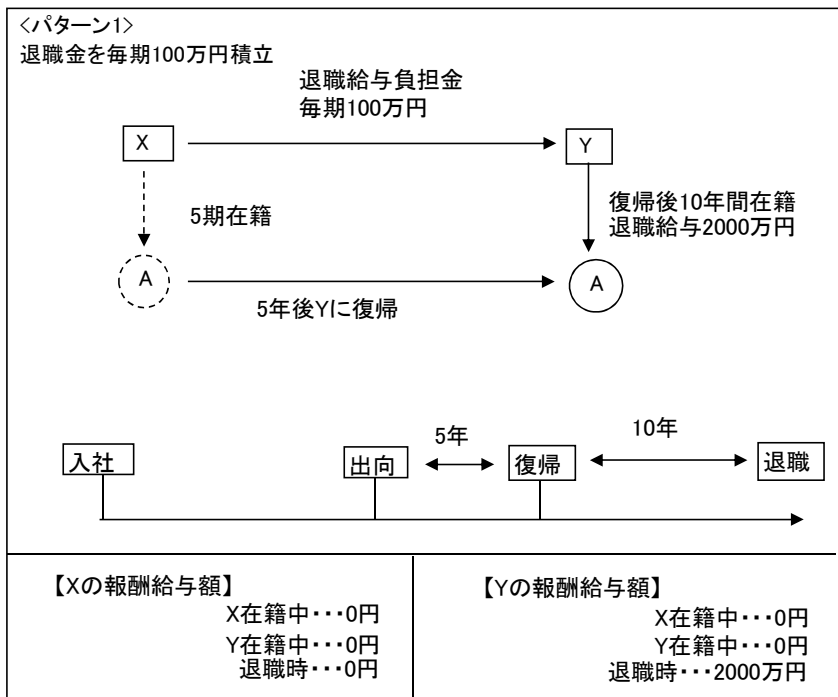 <パターン1>
退職金を毎期100万円積立
退職給与負担金
毎期100万円
X
Y
5期在籍
復帰後10年間在籍
退職給与2000万円
A
A
5年後Yに復帰
5年
10年
入社
出向
復帰
退職
【Xの報酬給与額】
X在籍中・・・0円
Y在籍中・・・0円
退職時・・・0円
【Yの報酬給与額】
X在籍中・・・0円
Y在籍中・・・0円
退職時・・・2000万円